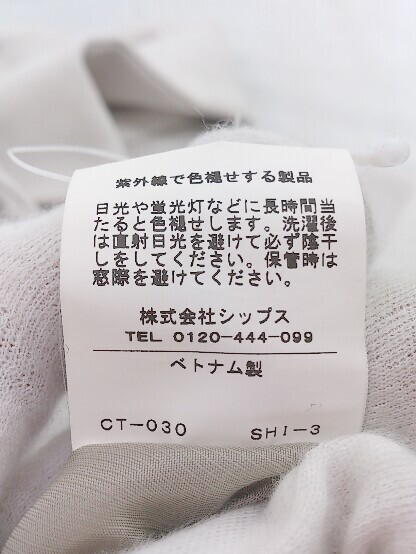 紫外線で色褪せする製品
日光や蛍光灯などに長時間当
たると色褪せします。洗濯後
は直射日光を避けて必ず陰干
しをしてください。保管時は
窓際を避けてください。
株式会社シップス
TEL 0120-444-099
ベトナム製
CT-030 SHI-3